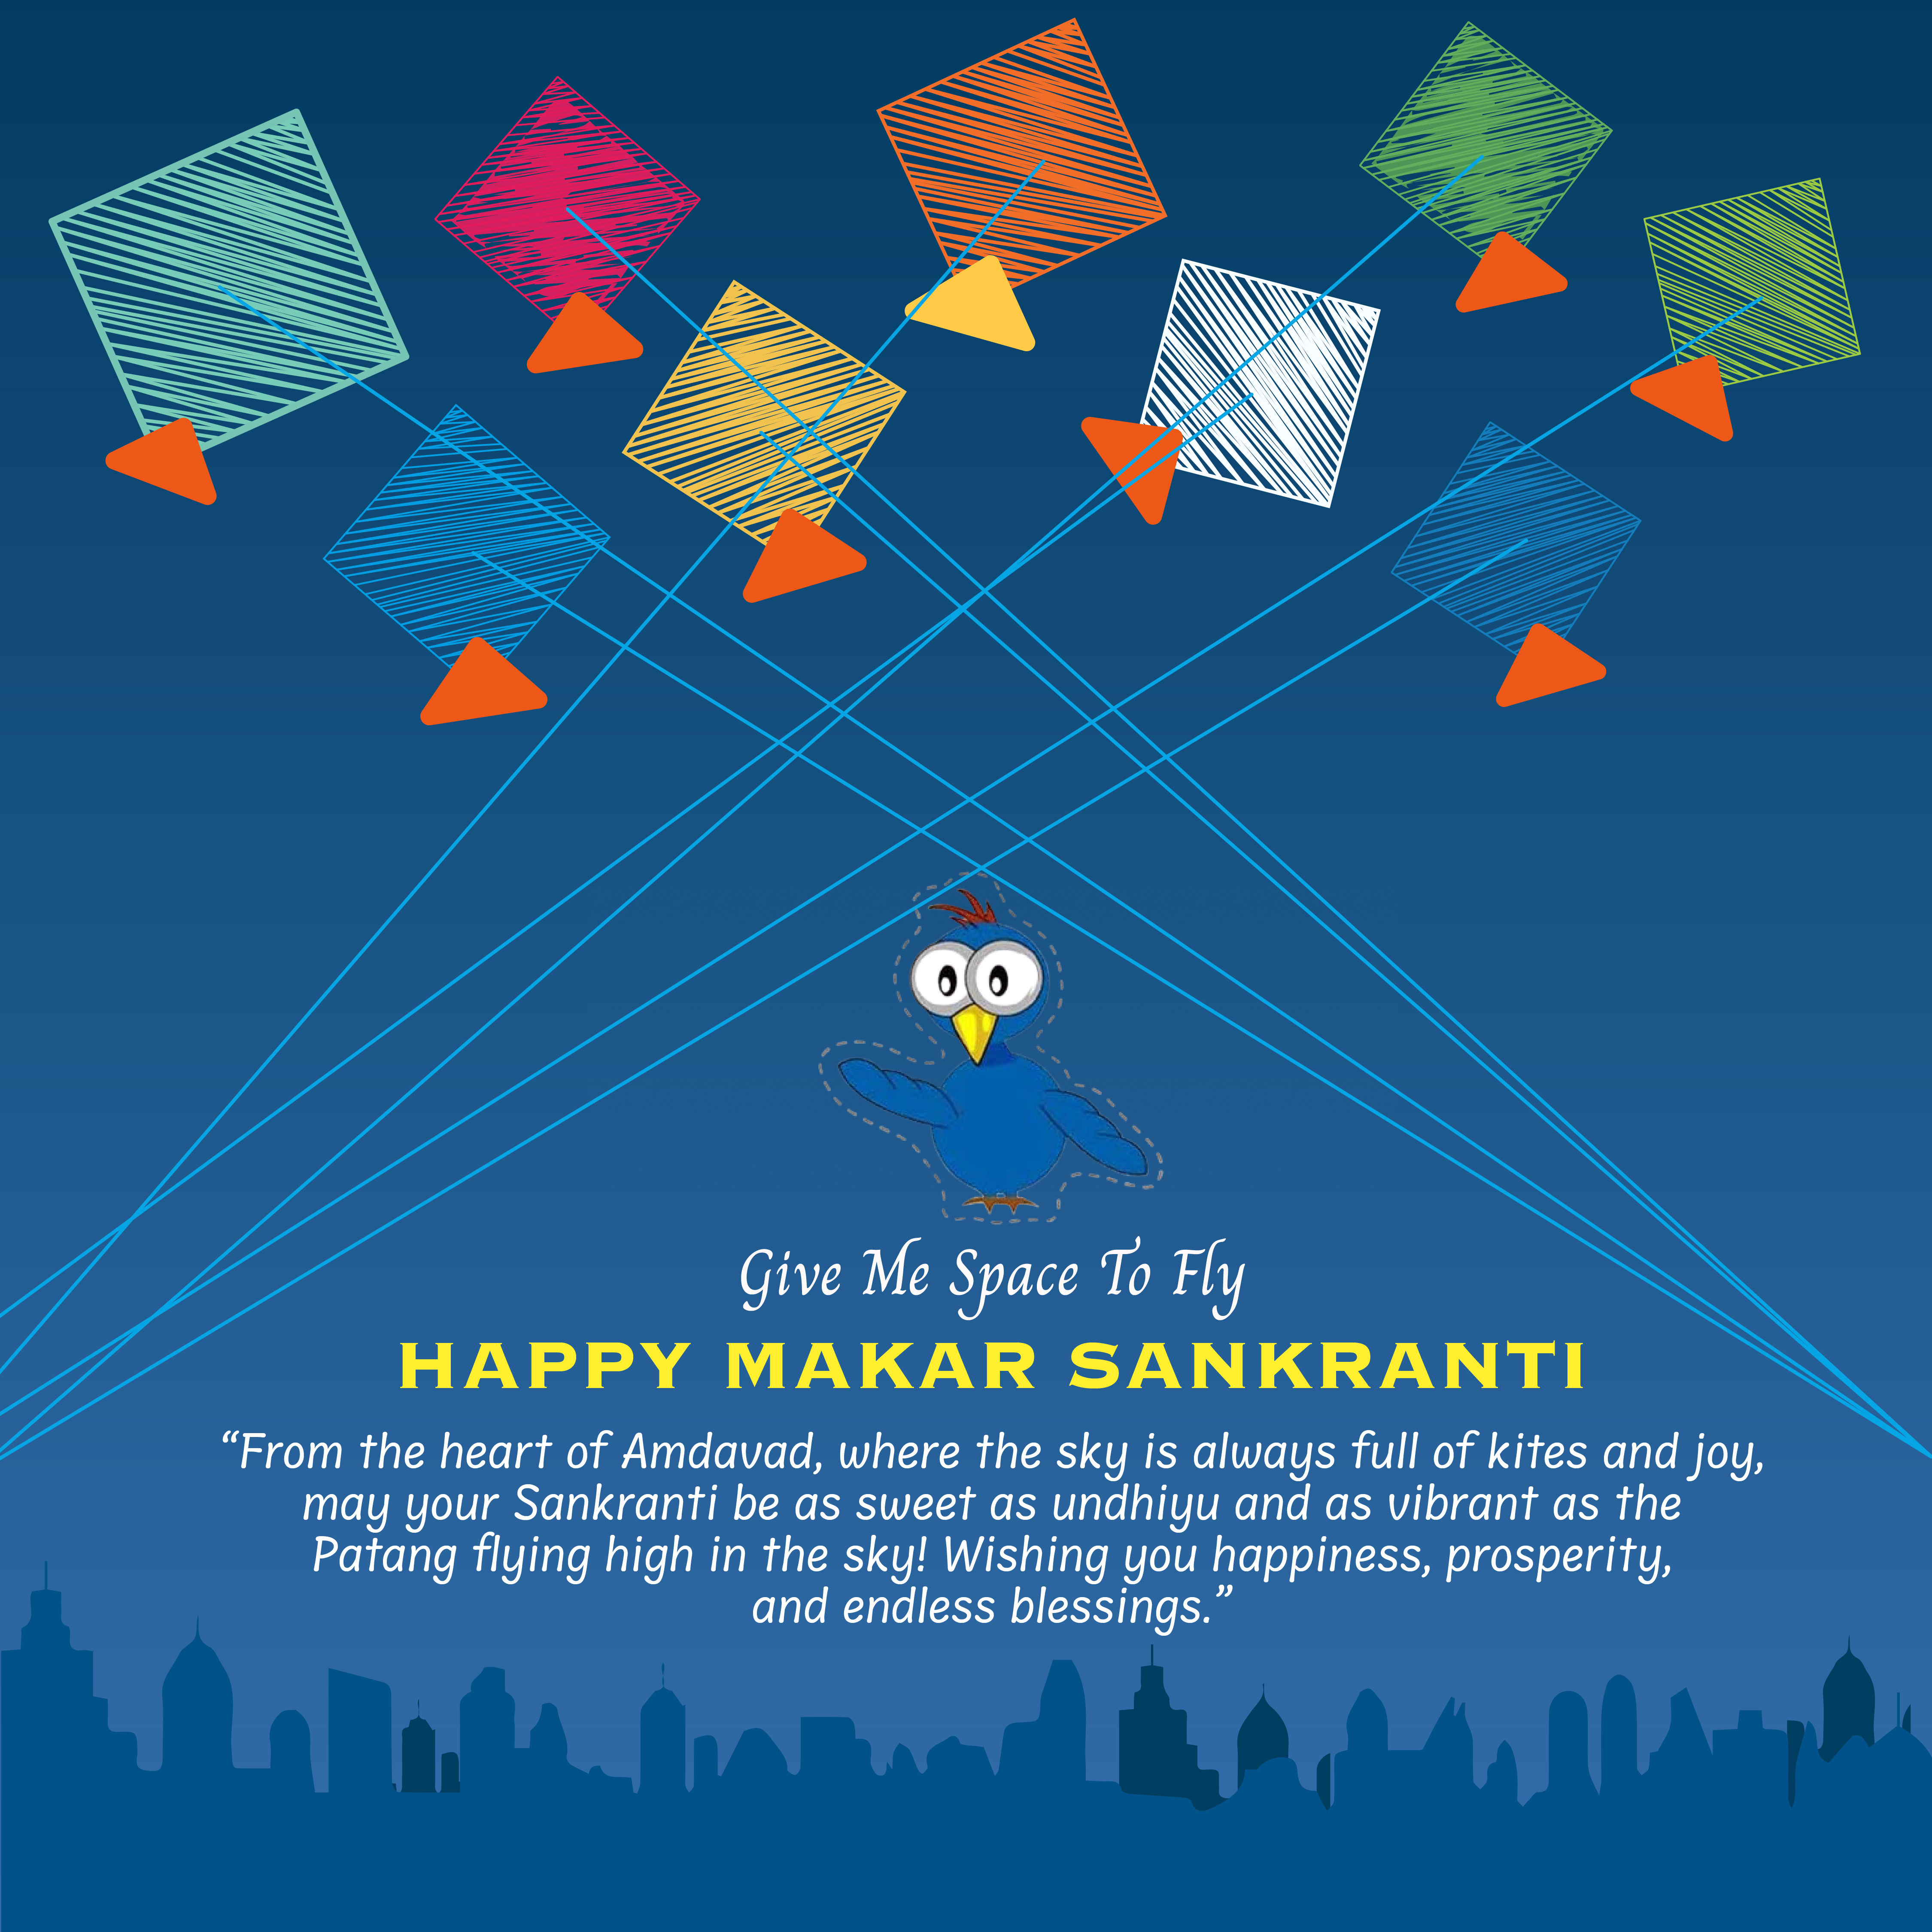 Give Me Space To Fly
HAPPY MAKAR SANKRANTI
“From the heart of Amdavad, where the sky is always full of kites and joy,
may your Sankranti be as sweet as undhiyu and as vibrant as the
Patang flying high in the sky! Wishing you happiness, prosperity,
and endless blessings.”